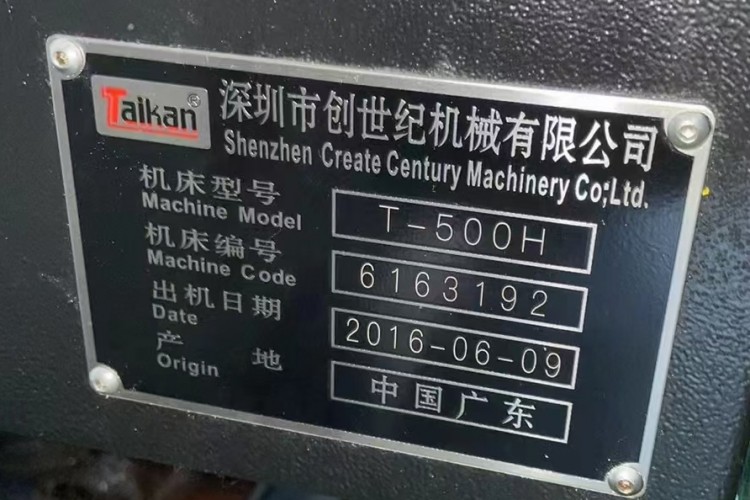 Taikan®
深圳市创世纪机械有限公司
Shenzhen Create Century Machinery Co;Ltd.
机床型号 T-500H
Machine Model
机床编号 6163192
Machine Code
出机日期 2016-06-09
Date
产地 中国广东
Origin